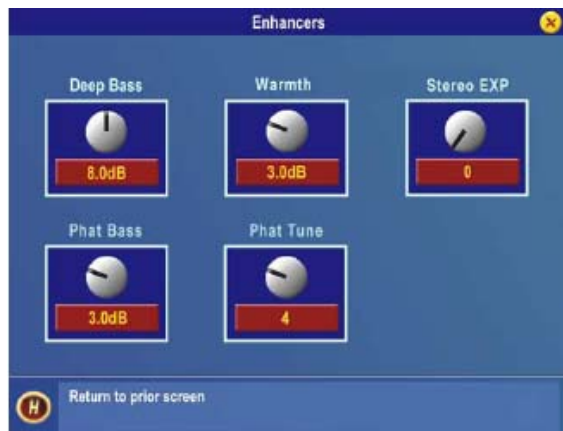 Enhancers
Deep Bass
Warmth
Stereo EXP
8.0dB
3.0dB
0
Phat Bass
Phat Tune
3.0dB
4
H
Return to prior screen